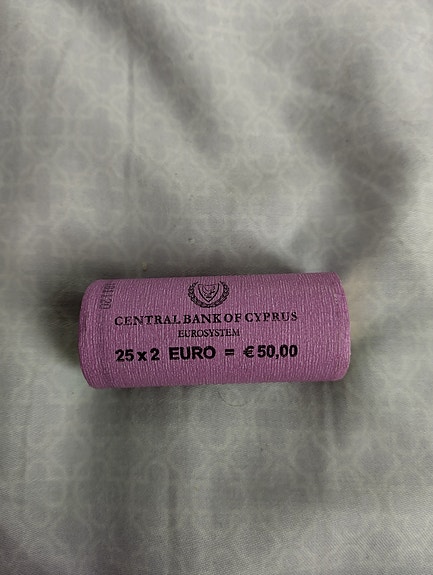 CENTRAL BANK OF CYPRUS
EUROSYSTEM
25 x 2 EURO = € 50,00